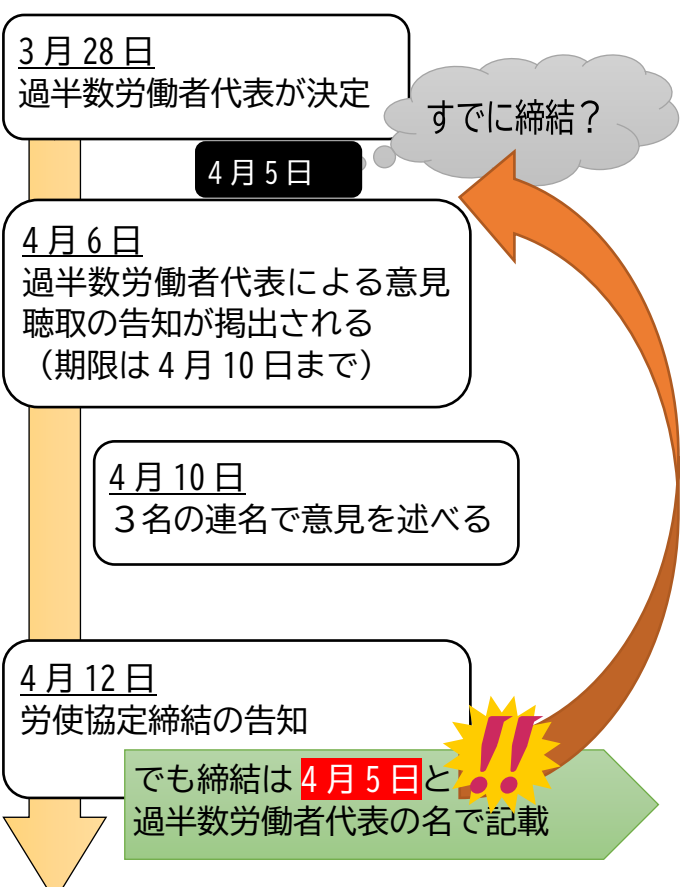 3月28日
過半数労働者代表が決定
すでに締結？
4月5日
4月6日
過半数労働者代表による意見
聴取の告知が掲出される
（期限は4月10日まで）
4月10日
３名の連名で意見を述べる
4月12日
労使協定締結の告知
!!
でも締結は4月5日と
過半数労働者代表の名で記載